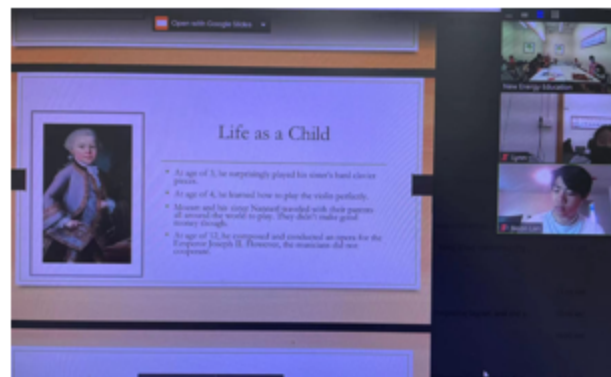 Open with Google Slides
New Energy Education
Life as a Child
At age of 3, he surprisingly played his sister's hard clavier
pieces.
At age of 4, he learned how to play the violin perfectly.
Mozart and his sister Nannerl traveled with their parents
all around the world to play. They didn't make good
money though.
At age of 12, he composed and conducted an opera for the
Emperor Joseph II. However, the musicians did not
cooperate.